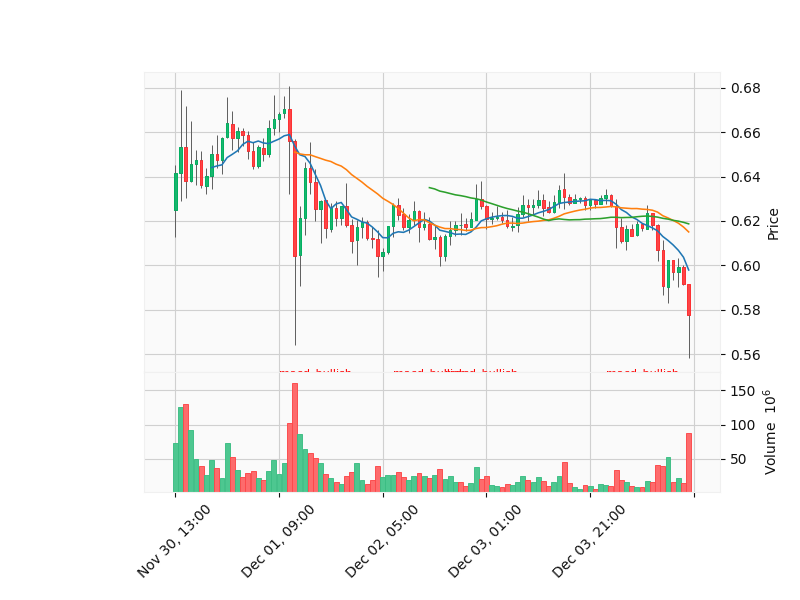 0.68
0.66
0.64
0.62
0.60
0.58
0.56
Price
150
100
50
Volume 10⁶
Nov 30, 13:00
Dec 01, 09:00
Dec 02, 05:00
Dec 03, 01:00
Dec 03, 21:00